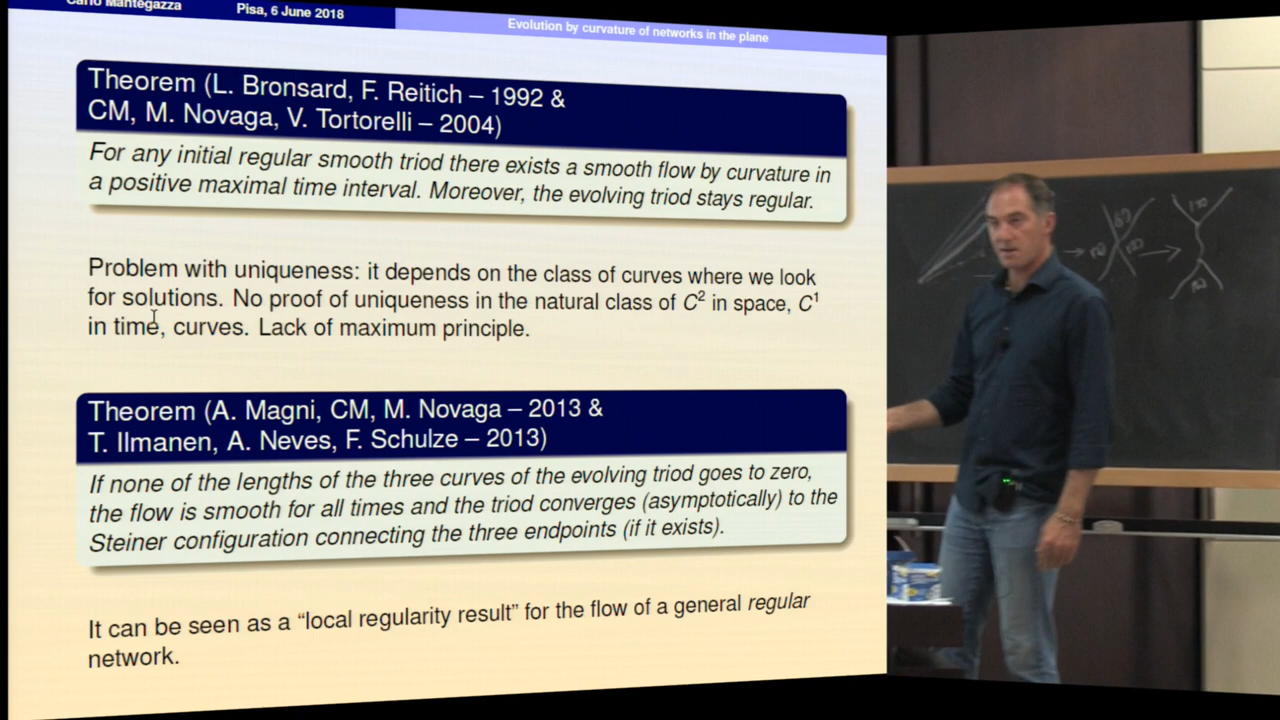 Carlo Mantegazza Pisa, 6 June 2018 Evolution by curvature of networks in the plane
Theorem (L. Bronsard, F. Reitich – 1992 &
CM, M. Novaga, V. Tortorelli – 2004)
For any initial regular smooth triod there exists a smooth flow by curvature in
a positive maximal time interval. Moreover, the evolving triod stays regular.
Problem with uniqueness: it depends on the class of curves where we look
for solutions. No proof of uniqueness in the natural class of C² in space, C¹
in time, curves. Lack of maximum principle.
Theorem (A. Magni, CM, M. Novaga – 2013 &
T. Ilmanen, A. Neves, F. Schulze – 2013)
If none of the lengths of the three curves of the evolving triod goes to zero,
the flow is smooth for all times and the triod converges (asymptotically) to the
Steiner configuration connecting the three endpoints (if it exists).
It can be seen as a “local regularity result” for the flow of a general regular
network.